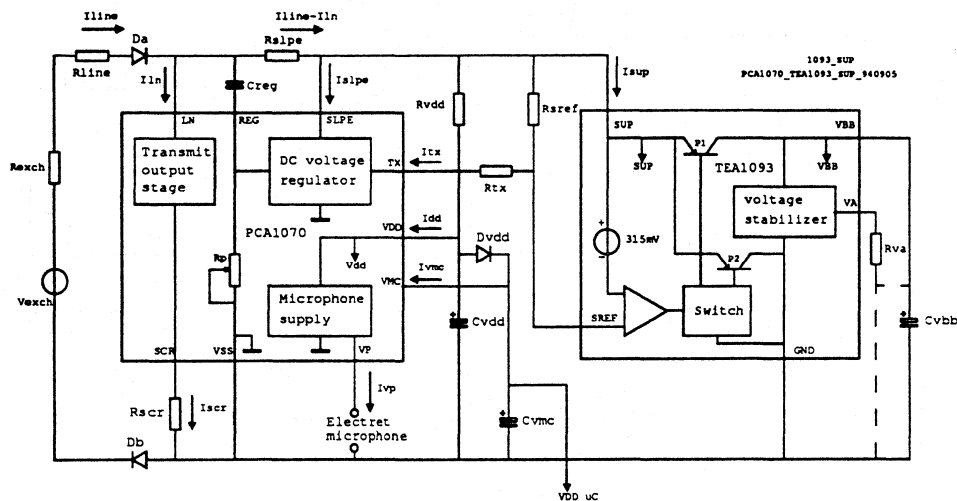 Iline
Iline-Iln
Da
Rslpe
Rline
Iln
Creg
Islpe
Isup
1093_SUP
PCA1070_TEA1093_SUP_940905
Rvdd
Rsref
LN
REG
SLPE
SUP
VBB
Rexch
Transmit
output
stage
DC voltage
regulator
TX
Itx
Rtx
P1
SUP
TEA1093
VBB
voltage
stabilizer
VA
PCA1070
VDD
Idd
Vdd
Dvdd
315mV
Rva
Rp
VMC
Ivmc
P2
Vexch
Microphone
supply
Cvdd
SREF
Switch
Cvbb
SCR
VSS
VP
GND
Rscr
Iscr
Ivp
Electret
microphone
Cvmc
Db
VDD uC